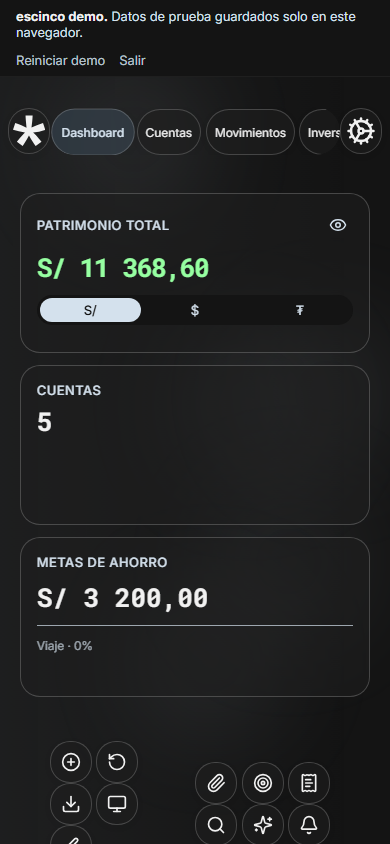 escinco demo. Datos de prueba guardados solo en este
navegador.
Reiniciar demo Salir
Dashboard Cuentas Movimientos Invers
PATRIMONIO TOTAL
S/ 11 368,60
S/ $ ₮
CUENTAS
5
METAS DE AHORRO
S/ 3 200,00
Viaje · 0%